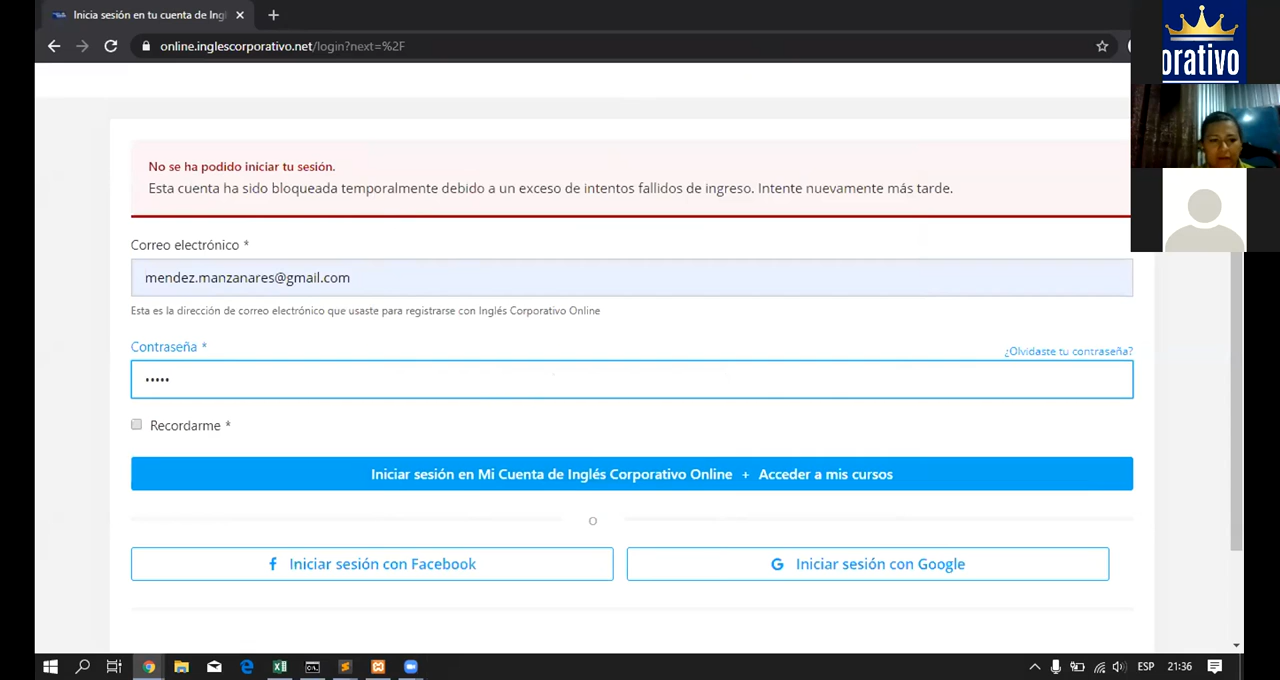 Inicia sesión en tu cuenta de Ing
online.inglescorporativo.net/login?next=%2F
orativo
No se ha podido iniciar tu sesión.
Esta cuenta ha sido bloqueada temporalmente debido a un exceso de intentos fallidos de ingreso. Intente nuevamente más tarde.
Correo electrónico *
mendez.manzanares@gmail.com
Esta es la dirección de correo electrónico que usaste para registrarse con Inglés Corporativo Online
Contraseña *
¿Olvidaste tu contraseña?
•••••
Recordarme *
Iniciar sesión en Mi Cuenta de Inglés Corporativo Online + Acceder a mis cursos
O
Iniciar sesión con Facebook
Iniciar sesión con Google
ESP
21:36